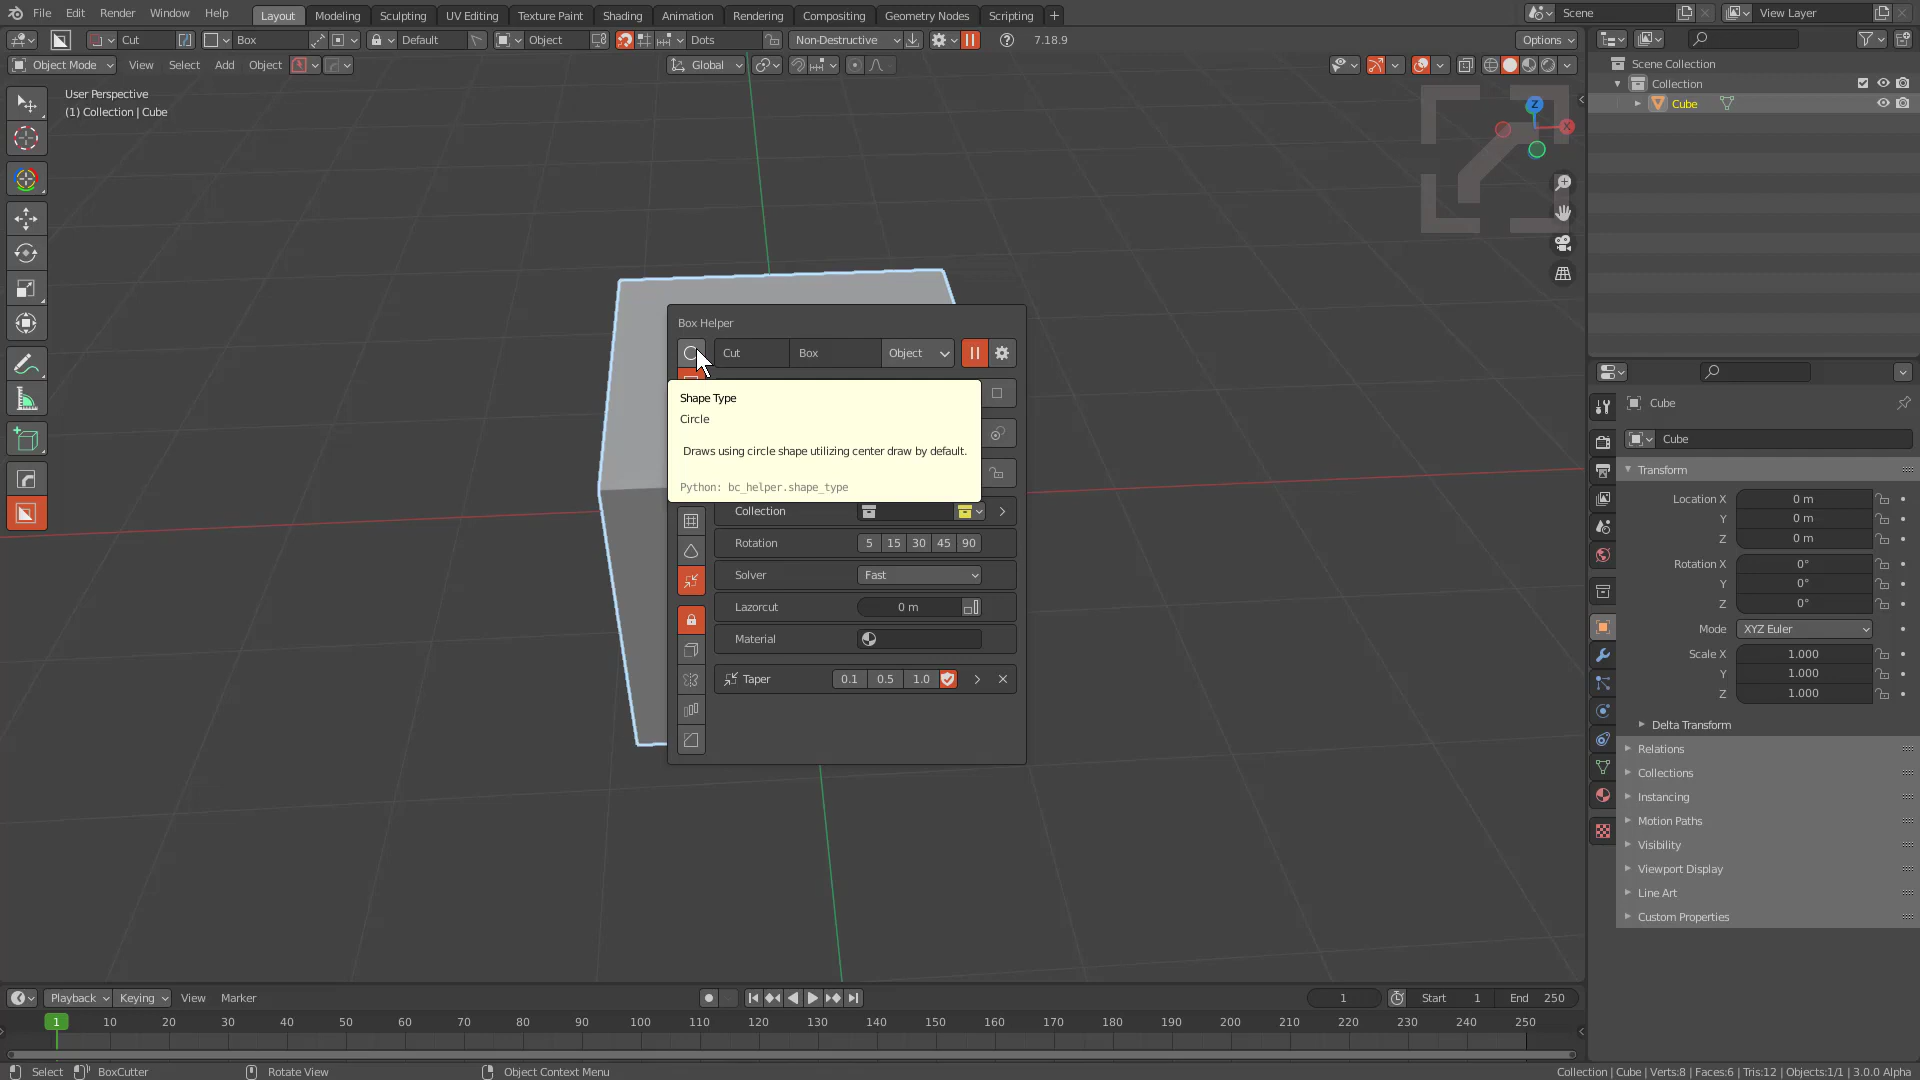 File Edit Render Window Help Layout Modeling Sculpting UV Editing Texture Paint Shading Animation Rendering Compositing Geometry Nodes Scripting Scene View Layer
Cut Box Default Object Dots Non-Destructive 7.18.9 Options
Object Mode View Select Add Object Global
User Perspective
(1) Collection | Cube
Z
X
Scene Collection
Collection
Cube
Box Helper
Cut Box Object
Shape Type
Circle
Draws using circle shape utilizing center draw by default.
Python: bc_helper.shape_type
Collection
Rotation 5 15 30 45 90
Solver Fast
Lazorcut 0 m
Material
Taper 0.1 0.5 1.0
Cube
Cube
Transform
Location X 0 m
Y 0 m
Z 0 m
Rotation X 0°
Y 0°
Z 0°
Mode XYZ Euler
Scale X 1.000
Y 1.000
Z 1.000
Delta Transform
Relations
Collections
Instancing
Motion Paths
Visibility
Viewport Display
Line Art
Custom Properties
Playback Keying View Marker 1 Start 1 End 250
1 10 20 30 40 50 60 70 80 90 100 110 120 130 140 150 160 170 180 190 200 210 220 230 240 250
Select BoxCutter Rotate View Object Context Menu Collection | Cube | Verts:8 | Faces:6 | Tris:12 | Objects:1/1 | 3.0.0 Alpha